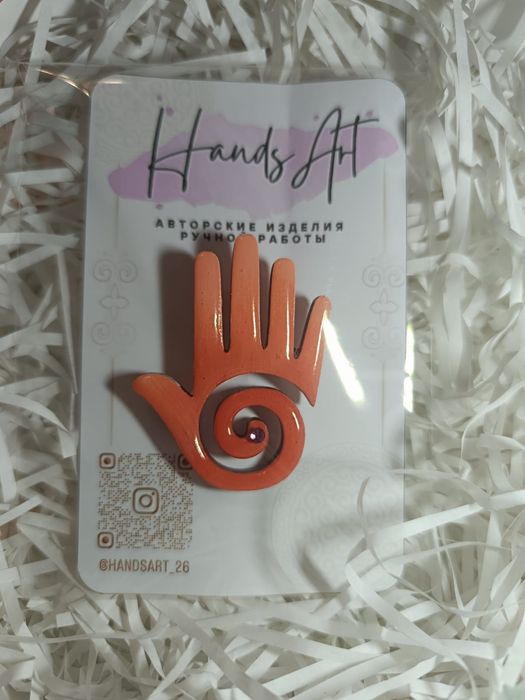 Hands Art
АВТОРСКИЕ ИЗДЕЛИЯ
РУЧНОЙ РАБОТЫ
@HANDSART_26